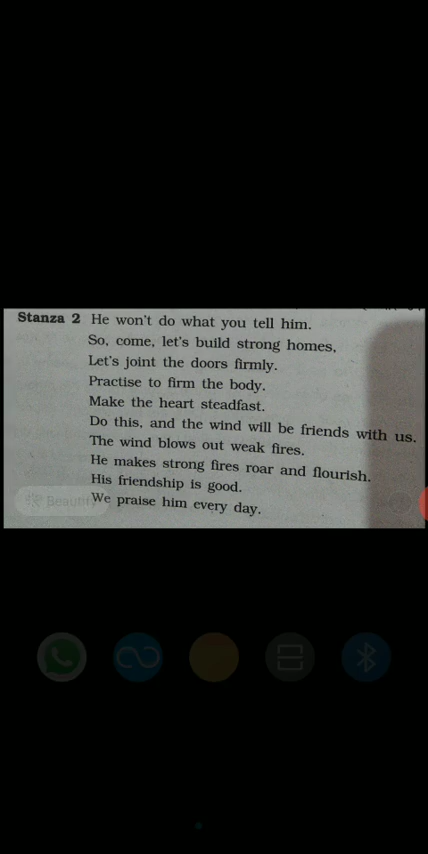 Stanza 2 He won't do what you tell him.
So, come, let's build strong homes,
Let's joint the doors firmly.
Practise to firm the body.
Make the heart steadfast.
Do this, and the wind will be friends with us.
The wind blows out weak fires.
He makes strong fires roar and flourish.
His friendship is good.
We praise him every day.